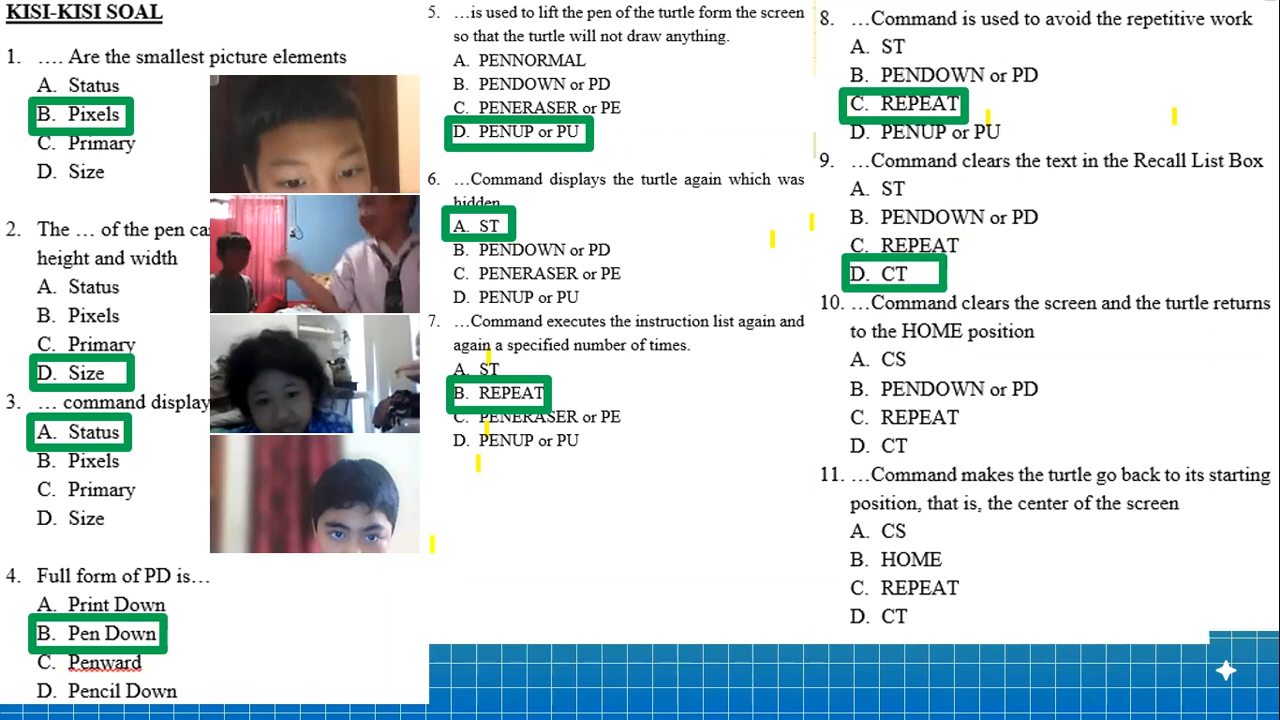 KISI-KISI SOAL
1. …. Are the smallest picture elements
A. Status
B. Pixels
C. Primary
D. Size
2. The … of the pen
height and width
A. Status
B. Pixels
C. Primary
D. Size
3. … command display
A. Status
B. Pixels
C. Primary
D. Size
4. Full form of PD is…
A. Print Down
B. Pen Down
C. Penward
D. Pencil Down
5. …is used to lift the pen of the turtle form the screen
so that the turtle will not draw anything.
A. PENNORMAL
B. PENDOWN or PD
C. PENERASER or PE
D. PENUP or PU
6. …Command displays the turtle again which was
hidden
A. ST
B. PENDOWN or PD
C. PENERASER or PE
D. PENUP or PU
7. …Command executes the instruction list again and
again a specified number of times.
A. ST
B. REPEAT
C. PENERASER or PE
D. PENUP or PU
8. …Command is used to avoid the repetitive work
A. ST
B. PENDOWN or PD
C. REPEAT
D. PENUP or PU
9. …Command clears the text in the Recall List Box
A. ST
B. PENDOWN or PD
C. REPEAT
D. CT
10. …Command clears the screen and the turtle returns
to the HOME position
A. CS
B. PENDOWN or PD
C. REPEAT
D. CT
11. …Command makes the turtle go back to its starting
position, that is, the center of the screen
A. CS
B. HOME
C. REPEAT
D. CT